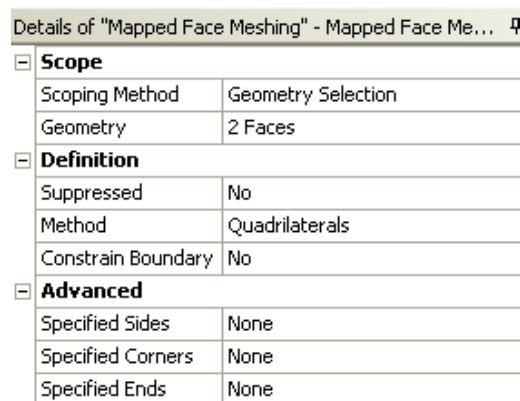 Details of "Mapped Face Meshing" - Mapped Face Me...
Scope
Scoping Method Geometry Selection
Geometry 2 Faces
Definition
Suppressed No
Method Quadrilaterals
Constrain Boundary No
Advanced
Specified Sides None
Specified Corners None
Specified Ends None